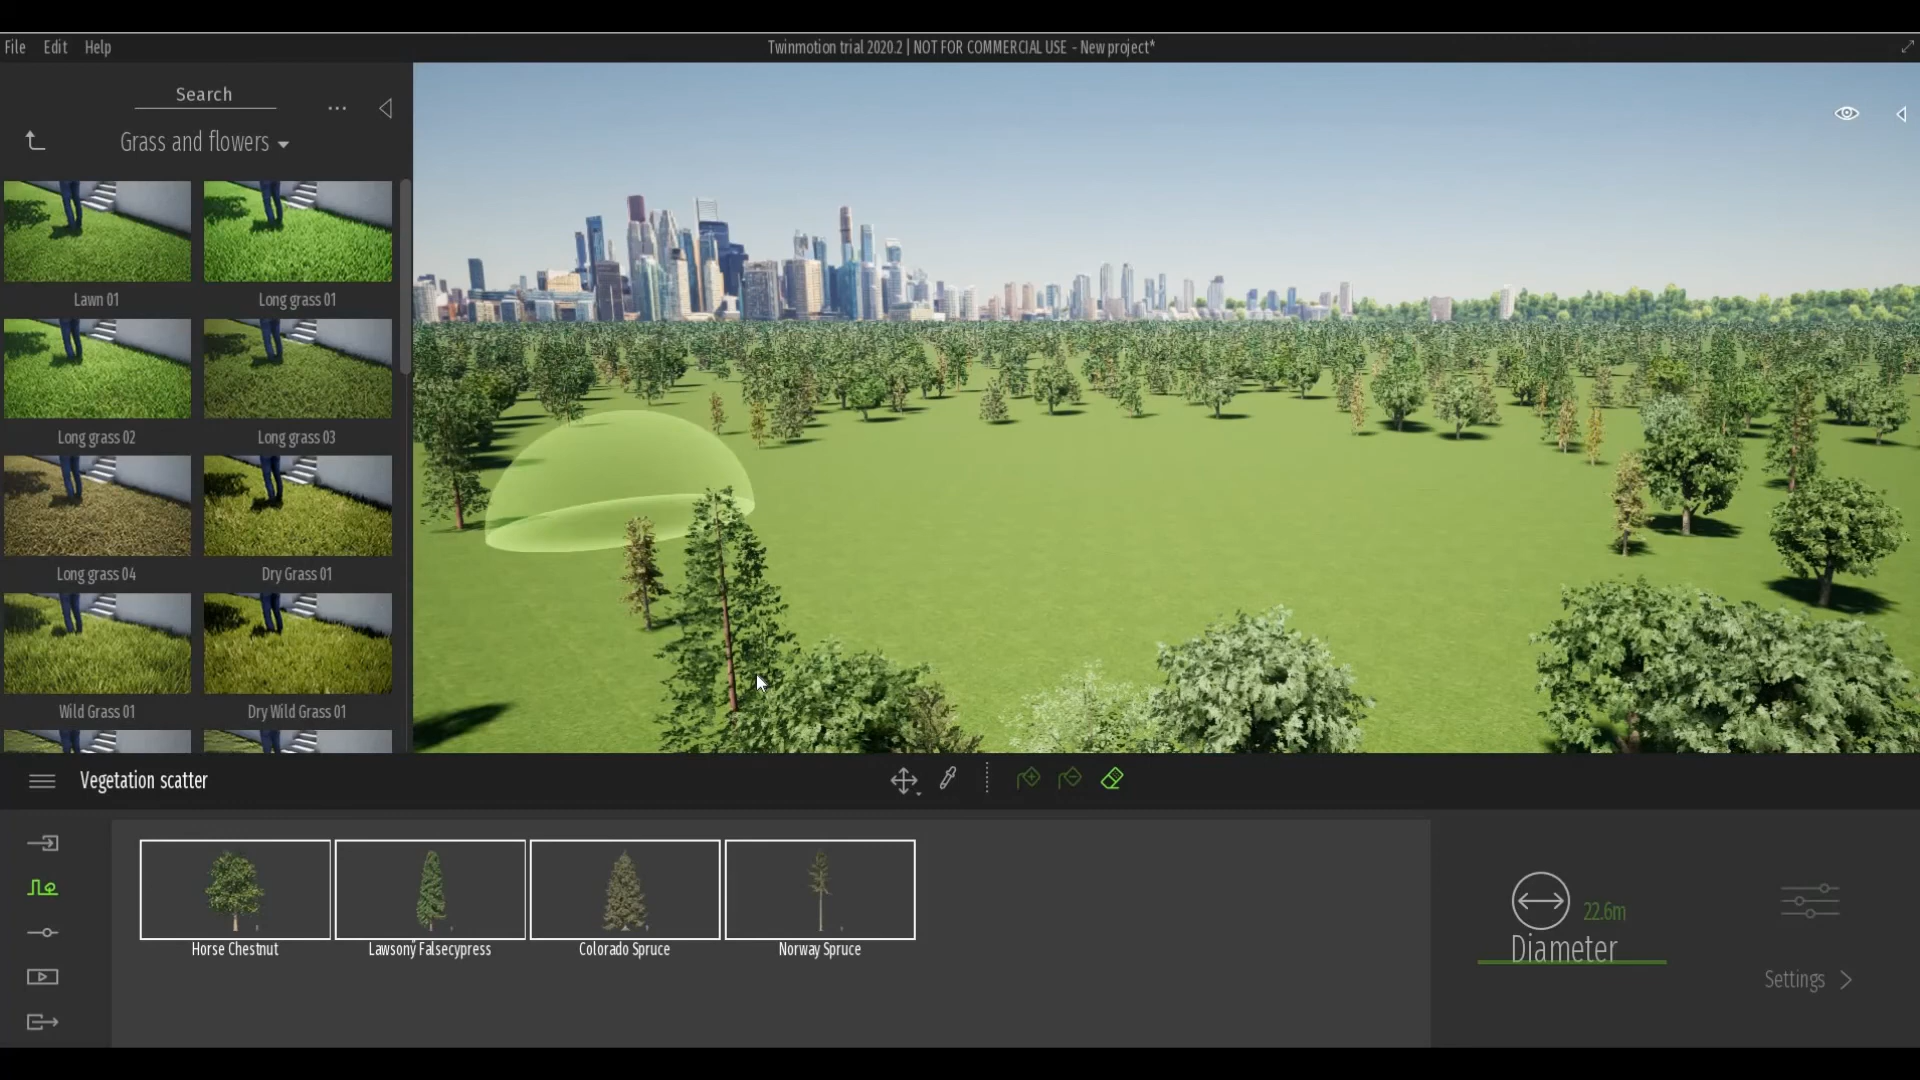 File Edit Help
Twinmotion trial 2020.2 | NOT FOR COMMERCIAL USE - New project*
Search
...
Grass and flowers
Lawn 01
Long grass 01
Long grass 02
Long grass 03
Long grass 04
Dry Grass 01
Wild Grass 01
Dry Wild Grass 01
Vegetation scatter
Horse Chestnut
Lawsony Falsecypress
Colorado Spruce
Norway Spruce
22.6m
Diameter
Settings